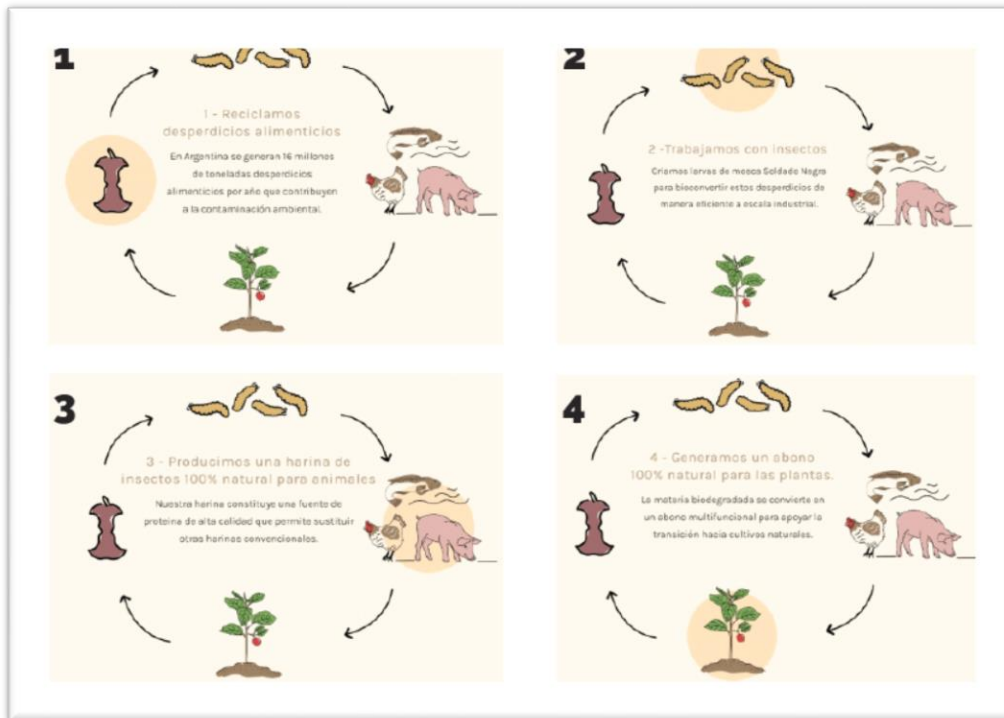 1
1 - Reciclamos
desperdicios alimenticios
En Argentina se generan 16 millones
de toneladas desperdicios
alimenticios por año que contribuyen
a la contaminación ambiental.
2
2 -Trabajamos con Insectos
Criamos larvas de mosca Soldado Negra
para bioconvertir estos desperdicios de
manera eficiente a escala industrial.
3
3 - Producimos una harina de
insectos 100% natural para animales
Nuestra harina constituye una fuente de
proteína de alta calidad que permite sustituir
otras harinas convencionales.
4
4 - Generamos un abono
100% natural para las plantas.
La materia biodegradada se convierte en
un abono multifuncional para apoyar la
transición hacia cultivos naturales.